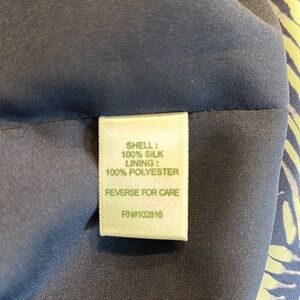 SHELL :
100% SILK
LINING :
100% POLYESTER
REVERSE FOR CARE
RN#102816